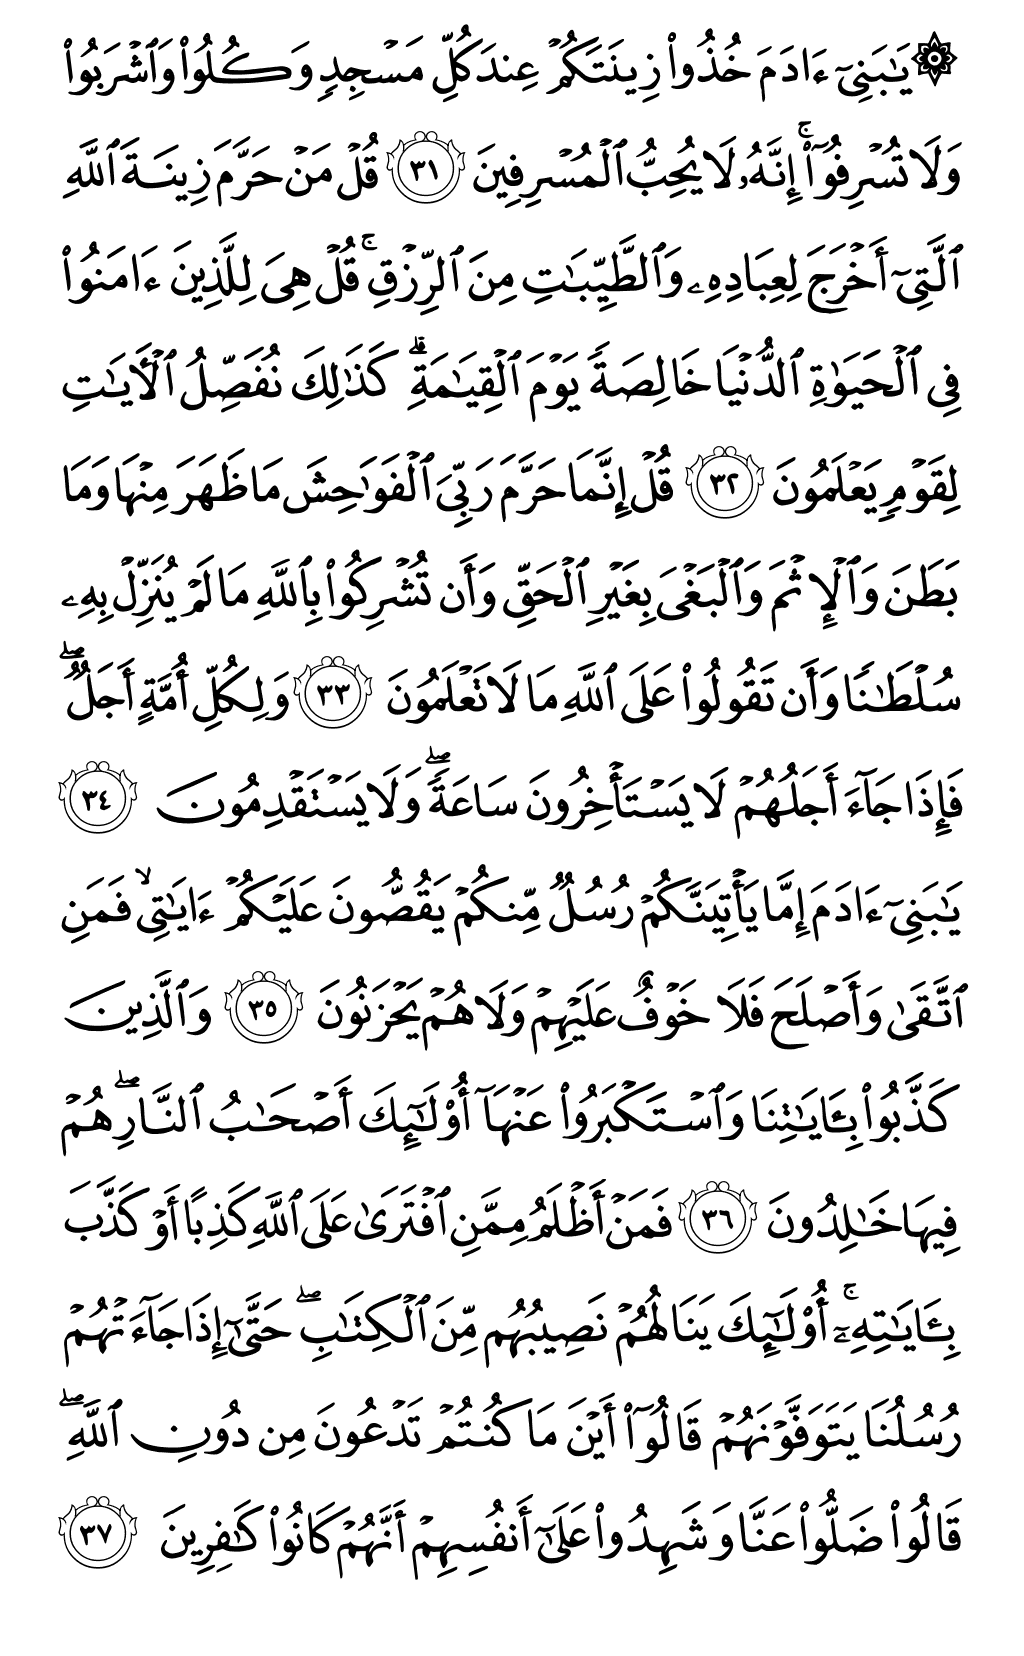 ۞ يَٰبَنِيٓ ءَادَمَ خُذُواْ زِينَتَكُمۡ عِندَ كُلِّ مَسۡجِدٖ وَكُلُواْ وَٱشۡرَبُواْ
وَلَا تُسۡرِفُوٓاْۚ إِنَّهُۥ لَا يُحِبُّ ٱلۡمُسۡرِفِينَ ٣١ قُلۡ مَنۡ حَرَّمَ زِينَةَ ٱللَّهِ
ٱلَّتِيٓ أَخۡرَجَ لِعِبَادِهِۦ وَٱلطَّيِّبَٰتِ مِنَ ٱلرِّزۡقِۚ قُلۡ هِيَ لِلَّذِينَ ءَامَنُواْ
فِي ٱلۡحَيَوٰةِ ٱلدُّنۡيَا خَالِصَةٗ يَوۡمَ ٱلۡقِيَٰمَةِۗ كَذَٰلِكَ نُفَصِّلُ ٱلۡأٓيَٰتِ
لِقَوۡمٖ يَعۡلَمُونَ ٣٢ قُلۡ إِنَّمَا حَرَّمَ رَبِّيَ ٱلۡفَوَٰحِشَ مَا ظَهَرَ مِنۡهَا وَمَا
بَطَنَ وَٱلۡإِثۡمَ وَٱلۡبَغۡيَ بِغَيۡرِ ٱلۡحَقِّ وَأَن تُشۡرِكُواْ بِٱللَّهِ مَا لَمۡ يُنَزِّلۡ بِهِۦ
سُلۡطَٰنٗا وَأَن تَقُولُواْ عَلَى ٱللَّهِ مَا لَا تَعۡلَمُونَ ٣٣ وَلِكُلِّ أُمَّةٍ أَجَلٞۖ
فَإِذَا جَآءَ أَجَلُهُمۡ لَا يَسۡتَأۡخِرُونَ سَاعَةٗۖ وَلَا يَسۡتَقۡدِمُونَ ٣٤
يَٰبَنِيٓ ءَادَمَ إِمَّا يَأۡتِيَنَّكُمۡ رُسُلٞ مِّنكُمۡ يَقُصُّونَ عَلَيۡكُمۡ ءَايَٰتِي ۙ فَمَنِ
ٱتَّقَىٰ وَأَصۡلَحَ فَلَا خَوۡفٌ عَلَيۡهِمۡ وَلَا هُمۡ يَحۡزَنُونَ ٣٥ وَٱلَّذِينَ
كَذَّبُواْ بِـَٔايَٰتِنَا وَٱسۡتَكۡبَرُواْ عَنۡهَآ أُوْلَٰٓئِكَ أَصۡحَٰبُ ٱلنَّارِۖ هُمۡ
فِيهَا خَٰلِدُونَ ٣٦ فَمَنۡ أَظۡلَمُ مِمَّنِ ٱفۡتَرَىٰ عَلَى ٱللَّهِ كَذِبًا أَوۡ كَذَّبَ
بِـَٔايَٰتِهِۦٓۚ أُوْلَٰٓئِكَ يَنَالُهُمۡ نَصِيبُهُم مِّنَ ٱلۡكِتَٰبِۖ حَتَّىٰٓ إِذَا جَآءَتۡهُمۡ
رُسُلُنَا يَتَوَفَّوۡنَهُمۡ قَالُوٓاْ أَيۡنَ مَا كُنتُمۡ تَدۡعُونَ مِن دُونِ ٱللَّهِۖ
قَالُواْ ضَلُّواْ عَنَّا وَشَهِدُواْ عَلَىٰٓ أَنفُسِهِمۡ أَنَّهُمۡ كَانُواْ كَٰفِرِينَ ٣٧